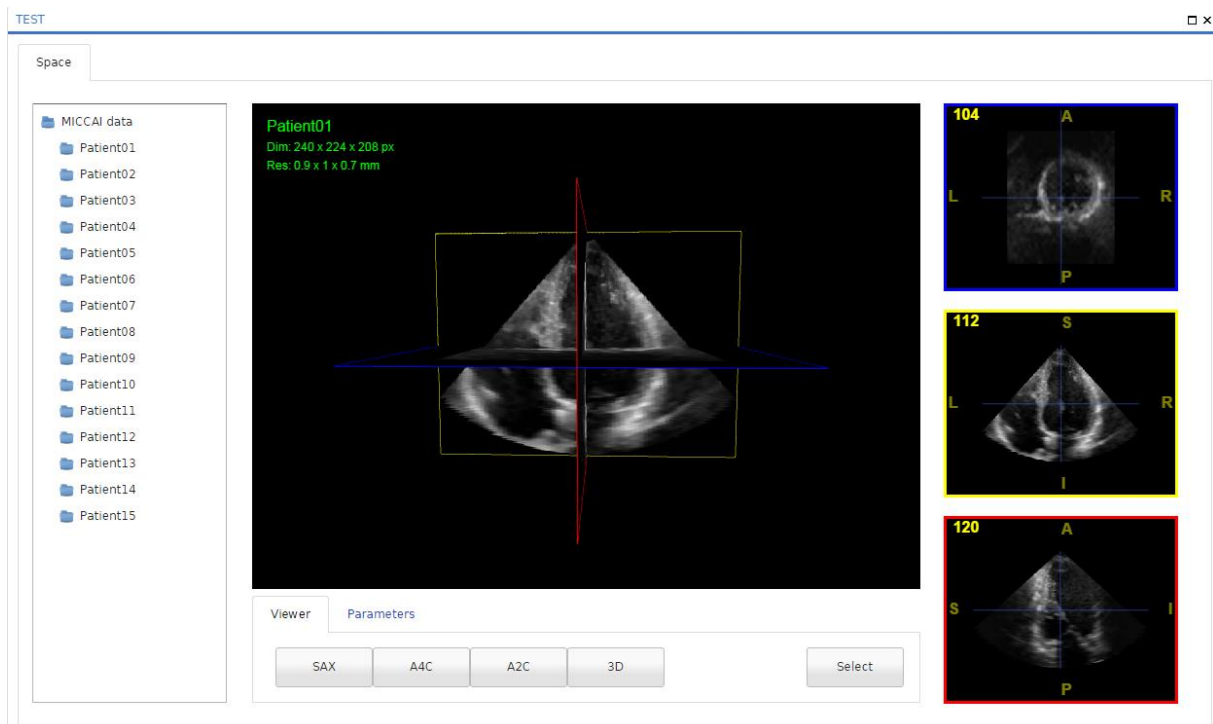 TEST
Space
MICCAI data
Patient01
Patient02
Patient03
Patient04
Patient05
Patient06
Patient07
Patient08
Patient09
Patient10
Patient11
Patient12
Patient13
Patient14
Patient15
Patient01
Dim: 240 x 224 x 208 px
Res: 0.9 x 1 x 0.7 mm
Viewer Parameters
SAX A4C A2C 3D Select
104 A
L R
P
112 S
L R
I
120 A
S I
P